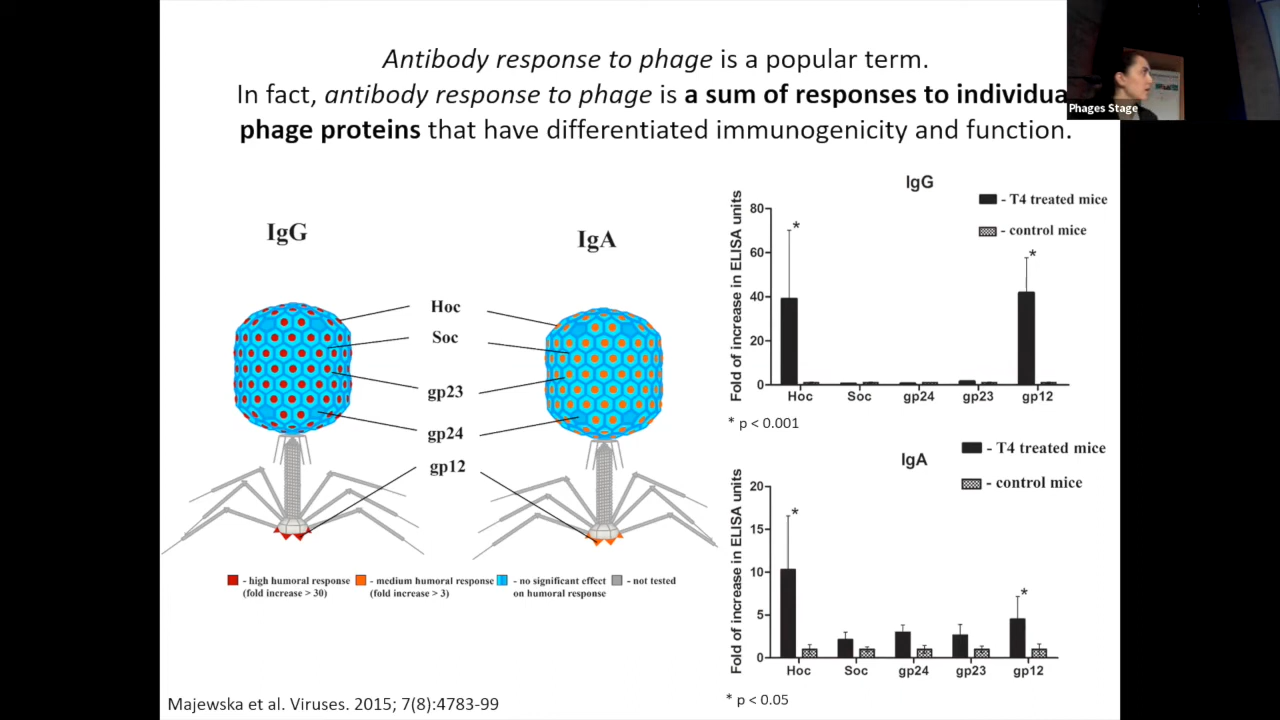 Antibody response to phage is a popular term.
In fact, antibody response to phage is a sum of responses to individua
phage proteins that have differentiated immunogenicity and function.
Phages Stage
IgG
IgA
Hoc
Soc
gp23
gp24
gp12
- high humoral response
(fold increase > 30)
- medium humoral response
(fold increase > 3)
- no significant effect
on humoral response
- not tested
IgG
- T4 treated mice
- control mice
Fold of increase in ELISA units
80
60
40
20
0
*
*
Hoc Soc gp24 gp23 gp12
* p < 0.001
IgA
- T4 treated mice
- control mice
Fold of increase in ELISA units
20
15
10
5
0
*
*
Hoc Soc gp24 gp23 gp12
* p < 0.05
Majewska et al. Viruses. 2015; 7(8):4783-99